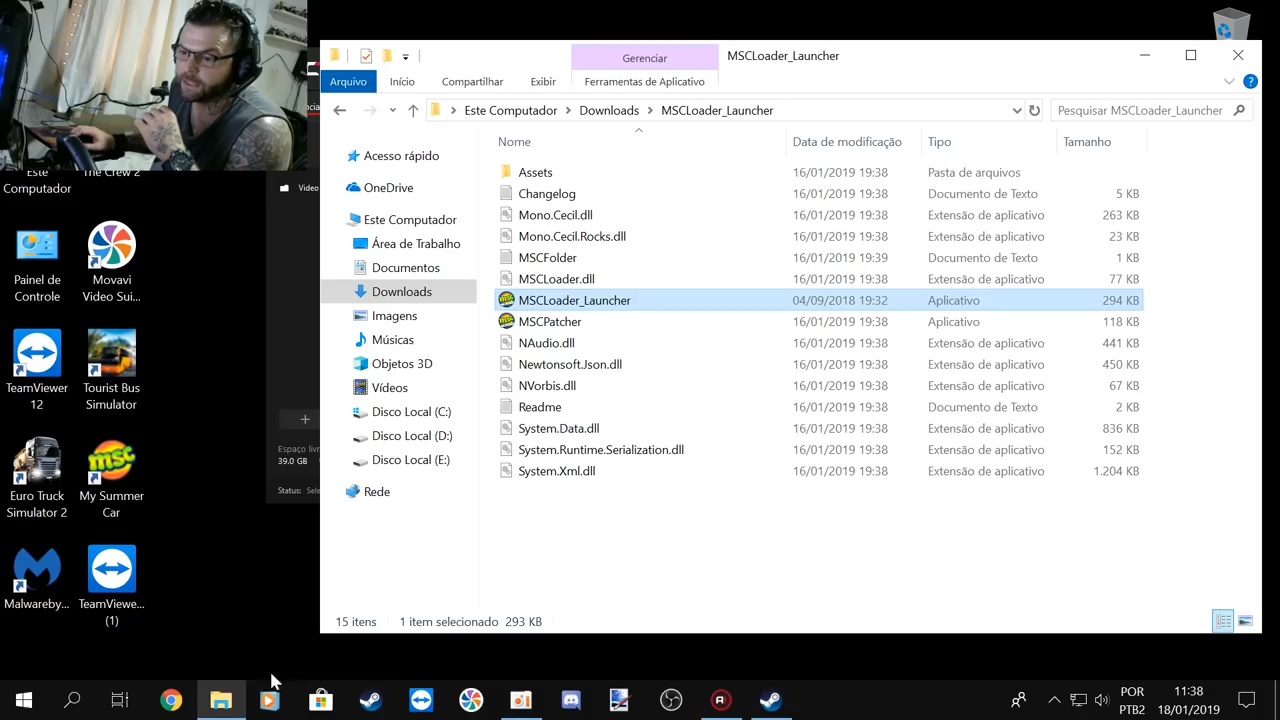 Gerenciar
MSCLoader_Launcher
Arquivo
Início
Compartilhar
Exibir
Ferramentas de Aplicativo
Este Computador
Downloads
MSCLoader_Launcher
Pesquisar MSCLoader_Launcher
Nome
Data de modificação
Tipo
Tamanho
Acesso rápido
OneDrive
Este Computador
Área de Trabalho
Documentos
Downloads
Imagens
Músicas
Objetos 3D
Vídeos
Disco Local (C:)
Disco Local (D:)
Disco Local (E:)
Rede
Assets 16/01/2019 19:38 Pasta de arquivos
Changelog 16/01/2019 19:38 Documento de Texto 5 KB
Mono.Cecil.dll 16/01/2019 19:38 Extensão de aplicativo 263 KB
Mono.Cecil.Rocks.dll 16/01/2019 19:38 Extensão de aplicativo 23 KB
MSCFolder 16/01/2019 19:39 Documento de Texto 1 KB
MSCLoader.dll 16/01/2019 19:38 Extensão de aplicativo 77 KB
MSCLoader_Launcher 04/09/2018 19:32 Aplicativo 294 KB
MSCPatcher 16/01/2019 19:38 Aplicativo 118 KB
NAudio.dll 16/01/2019 19:38 Extensão de aplicativo 441 KB
Newtonsoft.Json.dll 16/01/2019 19:38 Extensão de aplicativo 450 KB
NVorbis.dll 16/01/2019 19:38 Extensão de aplicativo 67 KB
Readme 16/01/2019 19:38 Documento de Texto 2 KB
System.Data.dll 16/01/2019 19:38 Extensão de aplicativo 836 KB
System.Runtime.Serialization.dll 16/01/2019 19:38 Extensão de aplicativo 152 KB
System.Xml.dll 16/01/2019 19:38 Extensão de aplicativo 1.204 KB
15 itens
1 item selecionado 293 KB
Este
Computador
The Crew 2
Video
Painel de
Controle
Movavi
Video Sui...
TeamViewer
12
Tourist Bus
Simulator
Espaço livr
39.0 GB
Status: Sele
Euro Truck
Simulator 2
msc
My Summer
Car
Malwareby...
TeamViewe...
(1)
POR
PTB2
11:38
18/01/2019